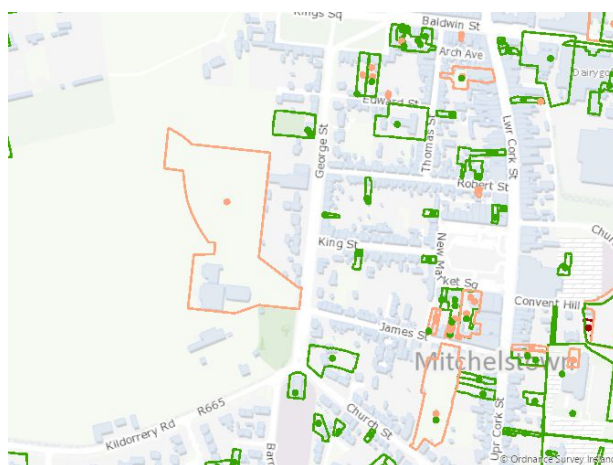 Kings Sq
Baldwin St
Arch Ave
Dairygo
Edward St
Thomas St
Lwr Cork St
George St
Robert St
King St
New Mar
ket Sq
Chu
Convent Hill
James St
Mitchelstown
Church St
Upr Cork St
R665
Kildorrery Rd
Bar
© Ordnance Survey Ireland